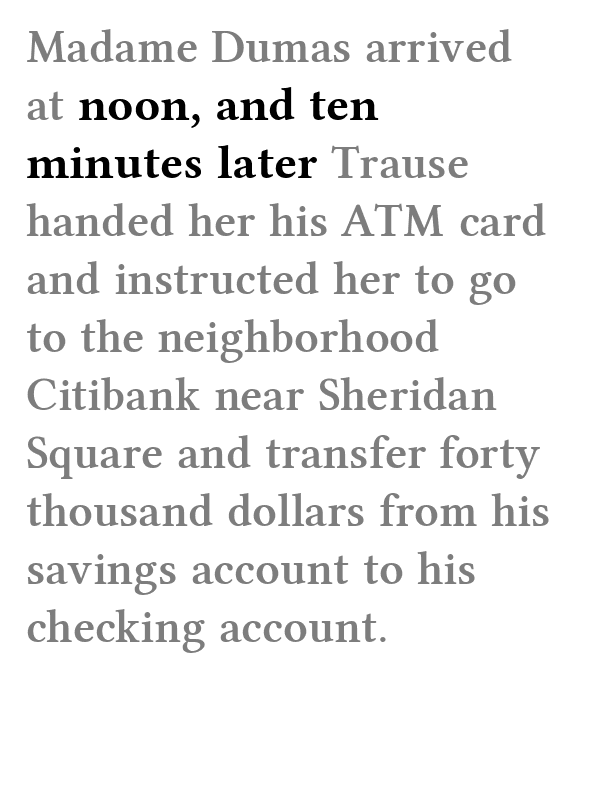 Madame Dumas arrived
at noon, and ten
minutes later Trause
handed her his ATM card
and instructed her to go
to the neighborhood
Citibank near Sheridan
Square and transfer forty
thousand dollars from his
savings account to his
checking account.